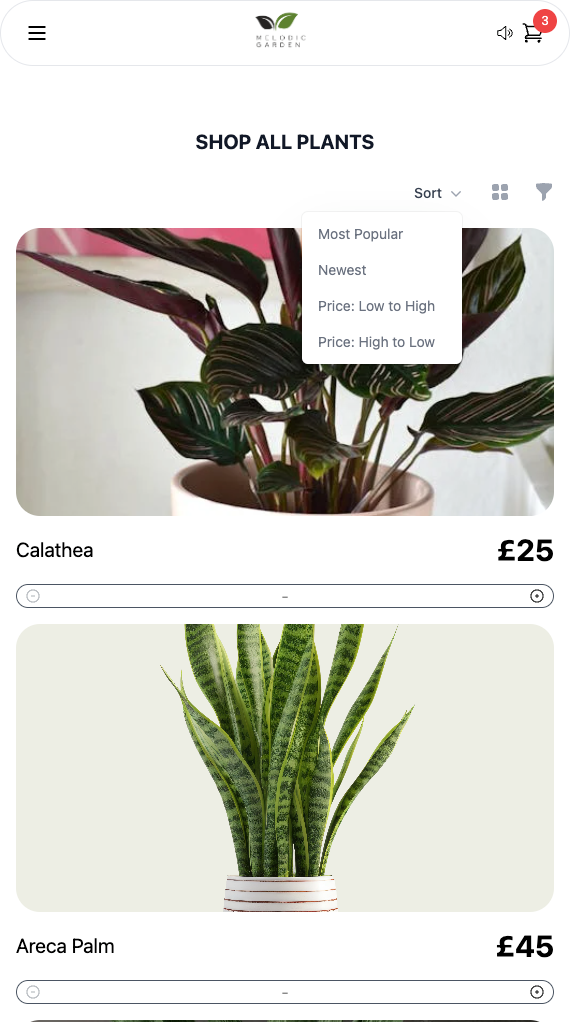 MELODIC
GARDEN
3
SHOP ALL PLANTS
Sort
Most Popular
Newest
Price: Low to High
Price: High to Low
Calathea
£25
-
Areca Palm
£45
-